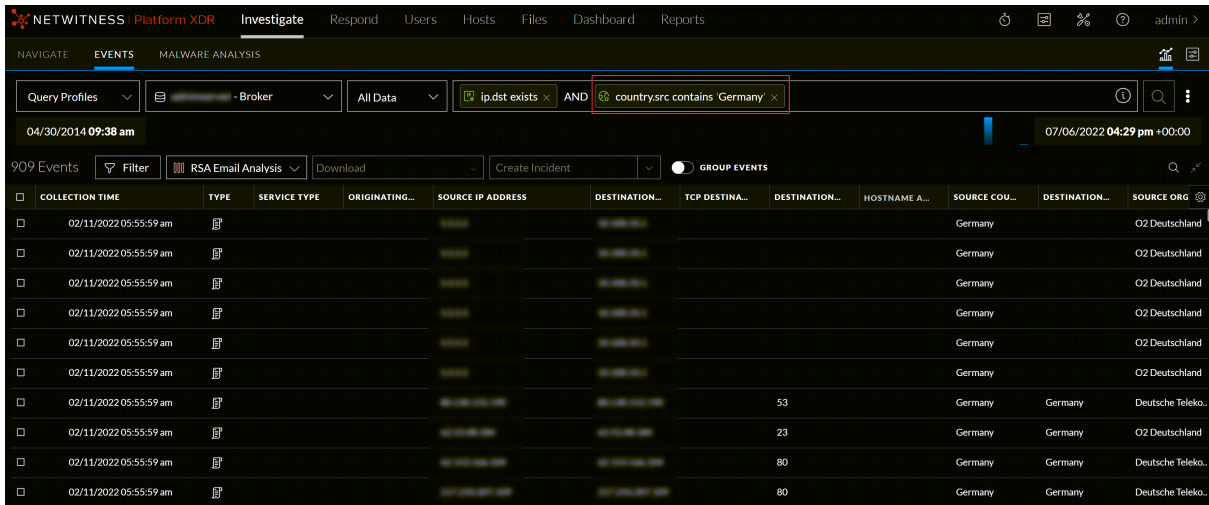 NETWITNESS | Platform XDR Investigate Respond Users Hosts Files Dashboard Reports admin >
NAVIGATE EVENTS MALWARE ANALYSIS
Query Profiles - Broker All Data ip.dst exists × AND country.src contains 'Germany' ×
04/30/2014 09:38 am 07/06/2022 04:29 pm +00:00
909 Events Filter RSA Email Analysis Download Create Incident GROUP EVENTS
COLLECTION TIME TYPE SERVICE TYPE ORIGINATING... SOURCE IP ADDRESS DESTINATION... TCP DESTINA... DESTINATION... HOSTNAME A... SOURCE COU... DESTINATION... SOURCE ORG
02/11/2022 05:55:59 am Germany O2 Deutschland
02/11/2022 05:55:59 am Germany O2 Deutschland
02/11/2022 05:55:59 am Germany O2 Deutschland
02/11/2022 05:55:59 am Germany O2 Deutschland
02/11/2022 05:55:59 am Germany O2 Deutschland
02/11/2022 05:55:59 am Germany O2 Deutschland
02/11/2022 05:55:59 am 53 Germany Germany Deutsche Teleko..
02/11/2022 05:55:59 am 23 Germany Germany O2 Deutschland
02/11/2022 05:55:59 am 80 Germany Germany Deutsche Teleko..
02/11/2022 05:55:59 am 80 Germany Germany Deutsche Teleko..